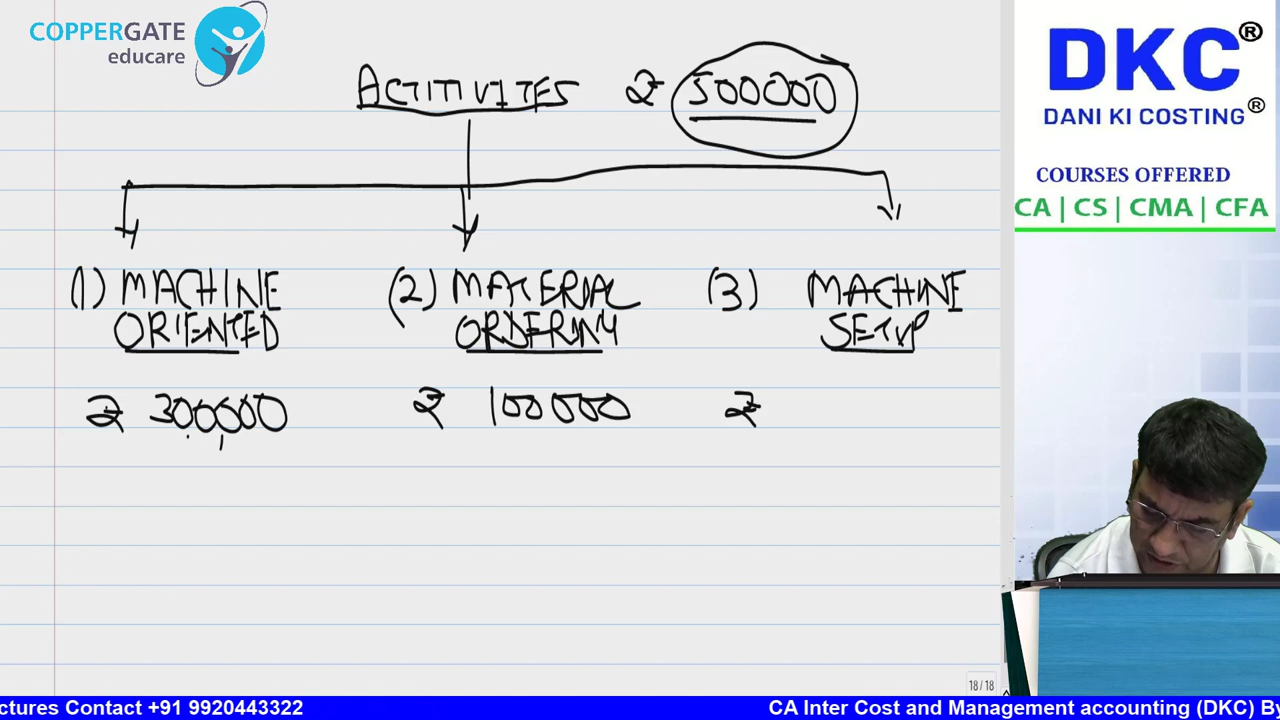 COPPERGATE
educare
ACTITIVITES ₹ 500000
(1) MACHINE
ORIENTED
(2) MATERIAL
ORDERING
(3) MACHINE
SETUP
₹ 300000
₹ 100000
₹
DKC®
DANI KI COSTING®
COURSES OFFERED
CA | CS | CMA | CFA
18 / 18
ctures Contact +91 9920443322
CA Inter Cost and Management accounting (DKC) By